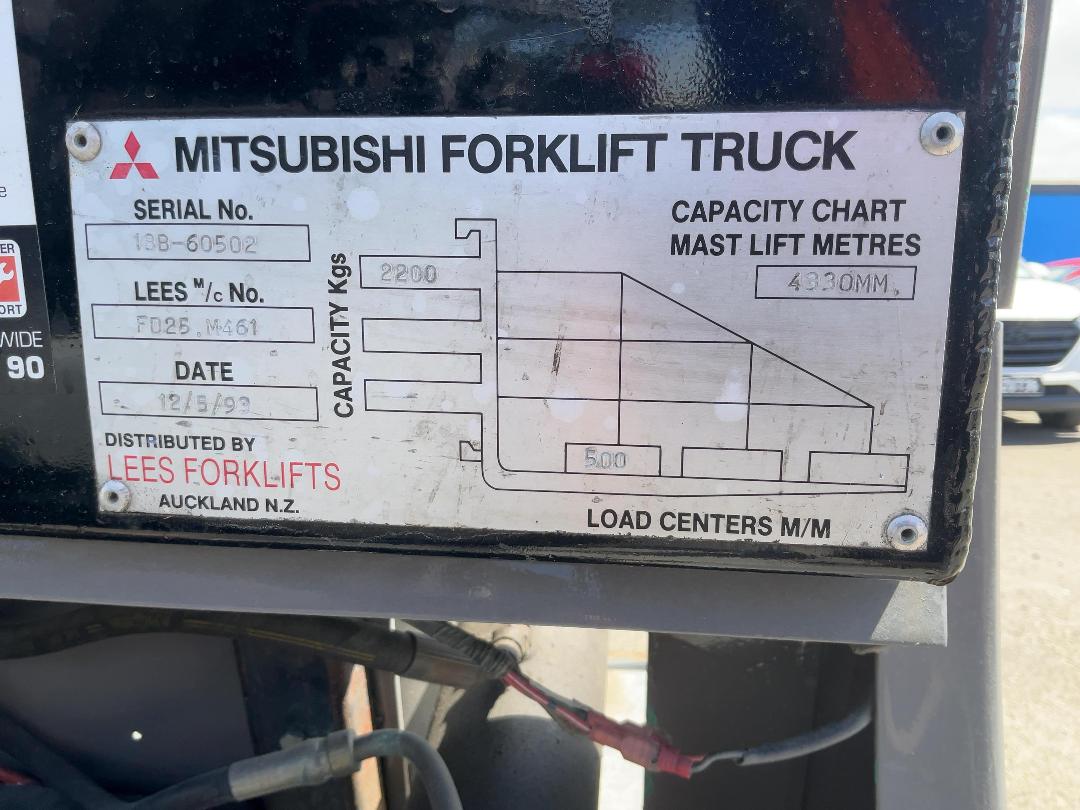 MITSUBISHI FORKLIFT TRUCK
SERIAL No.
13B-60502
LEES M/c No.
FD25.M461
DATE
12/5/93
DISTRIBUTED BY
LEES FORKLIFTS
AUCKLAND N.Z.
CAPACITY Kgs
2200
500
CAPACITY CHART
MAST LIFT METRES
4330MM.
LOAD CENTERS M/M
WIDE
90